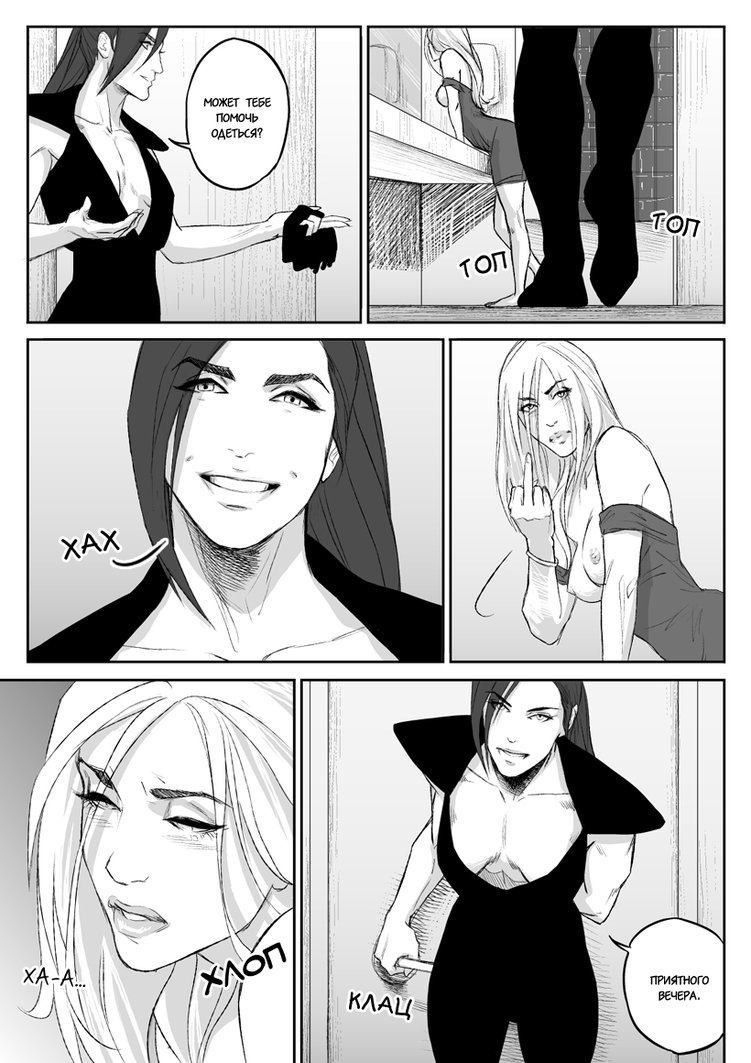 МОЖЕТ ТЕБЕ
ПОМОЧЬ
ОДЕТЬСЯ?
ТОП
ТОП
ХАХ
ХА-А...
ХЛОП
КЛАЦ
ПРИЯТНОГО
ВЕЧЕРА.